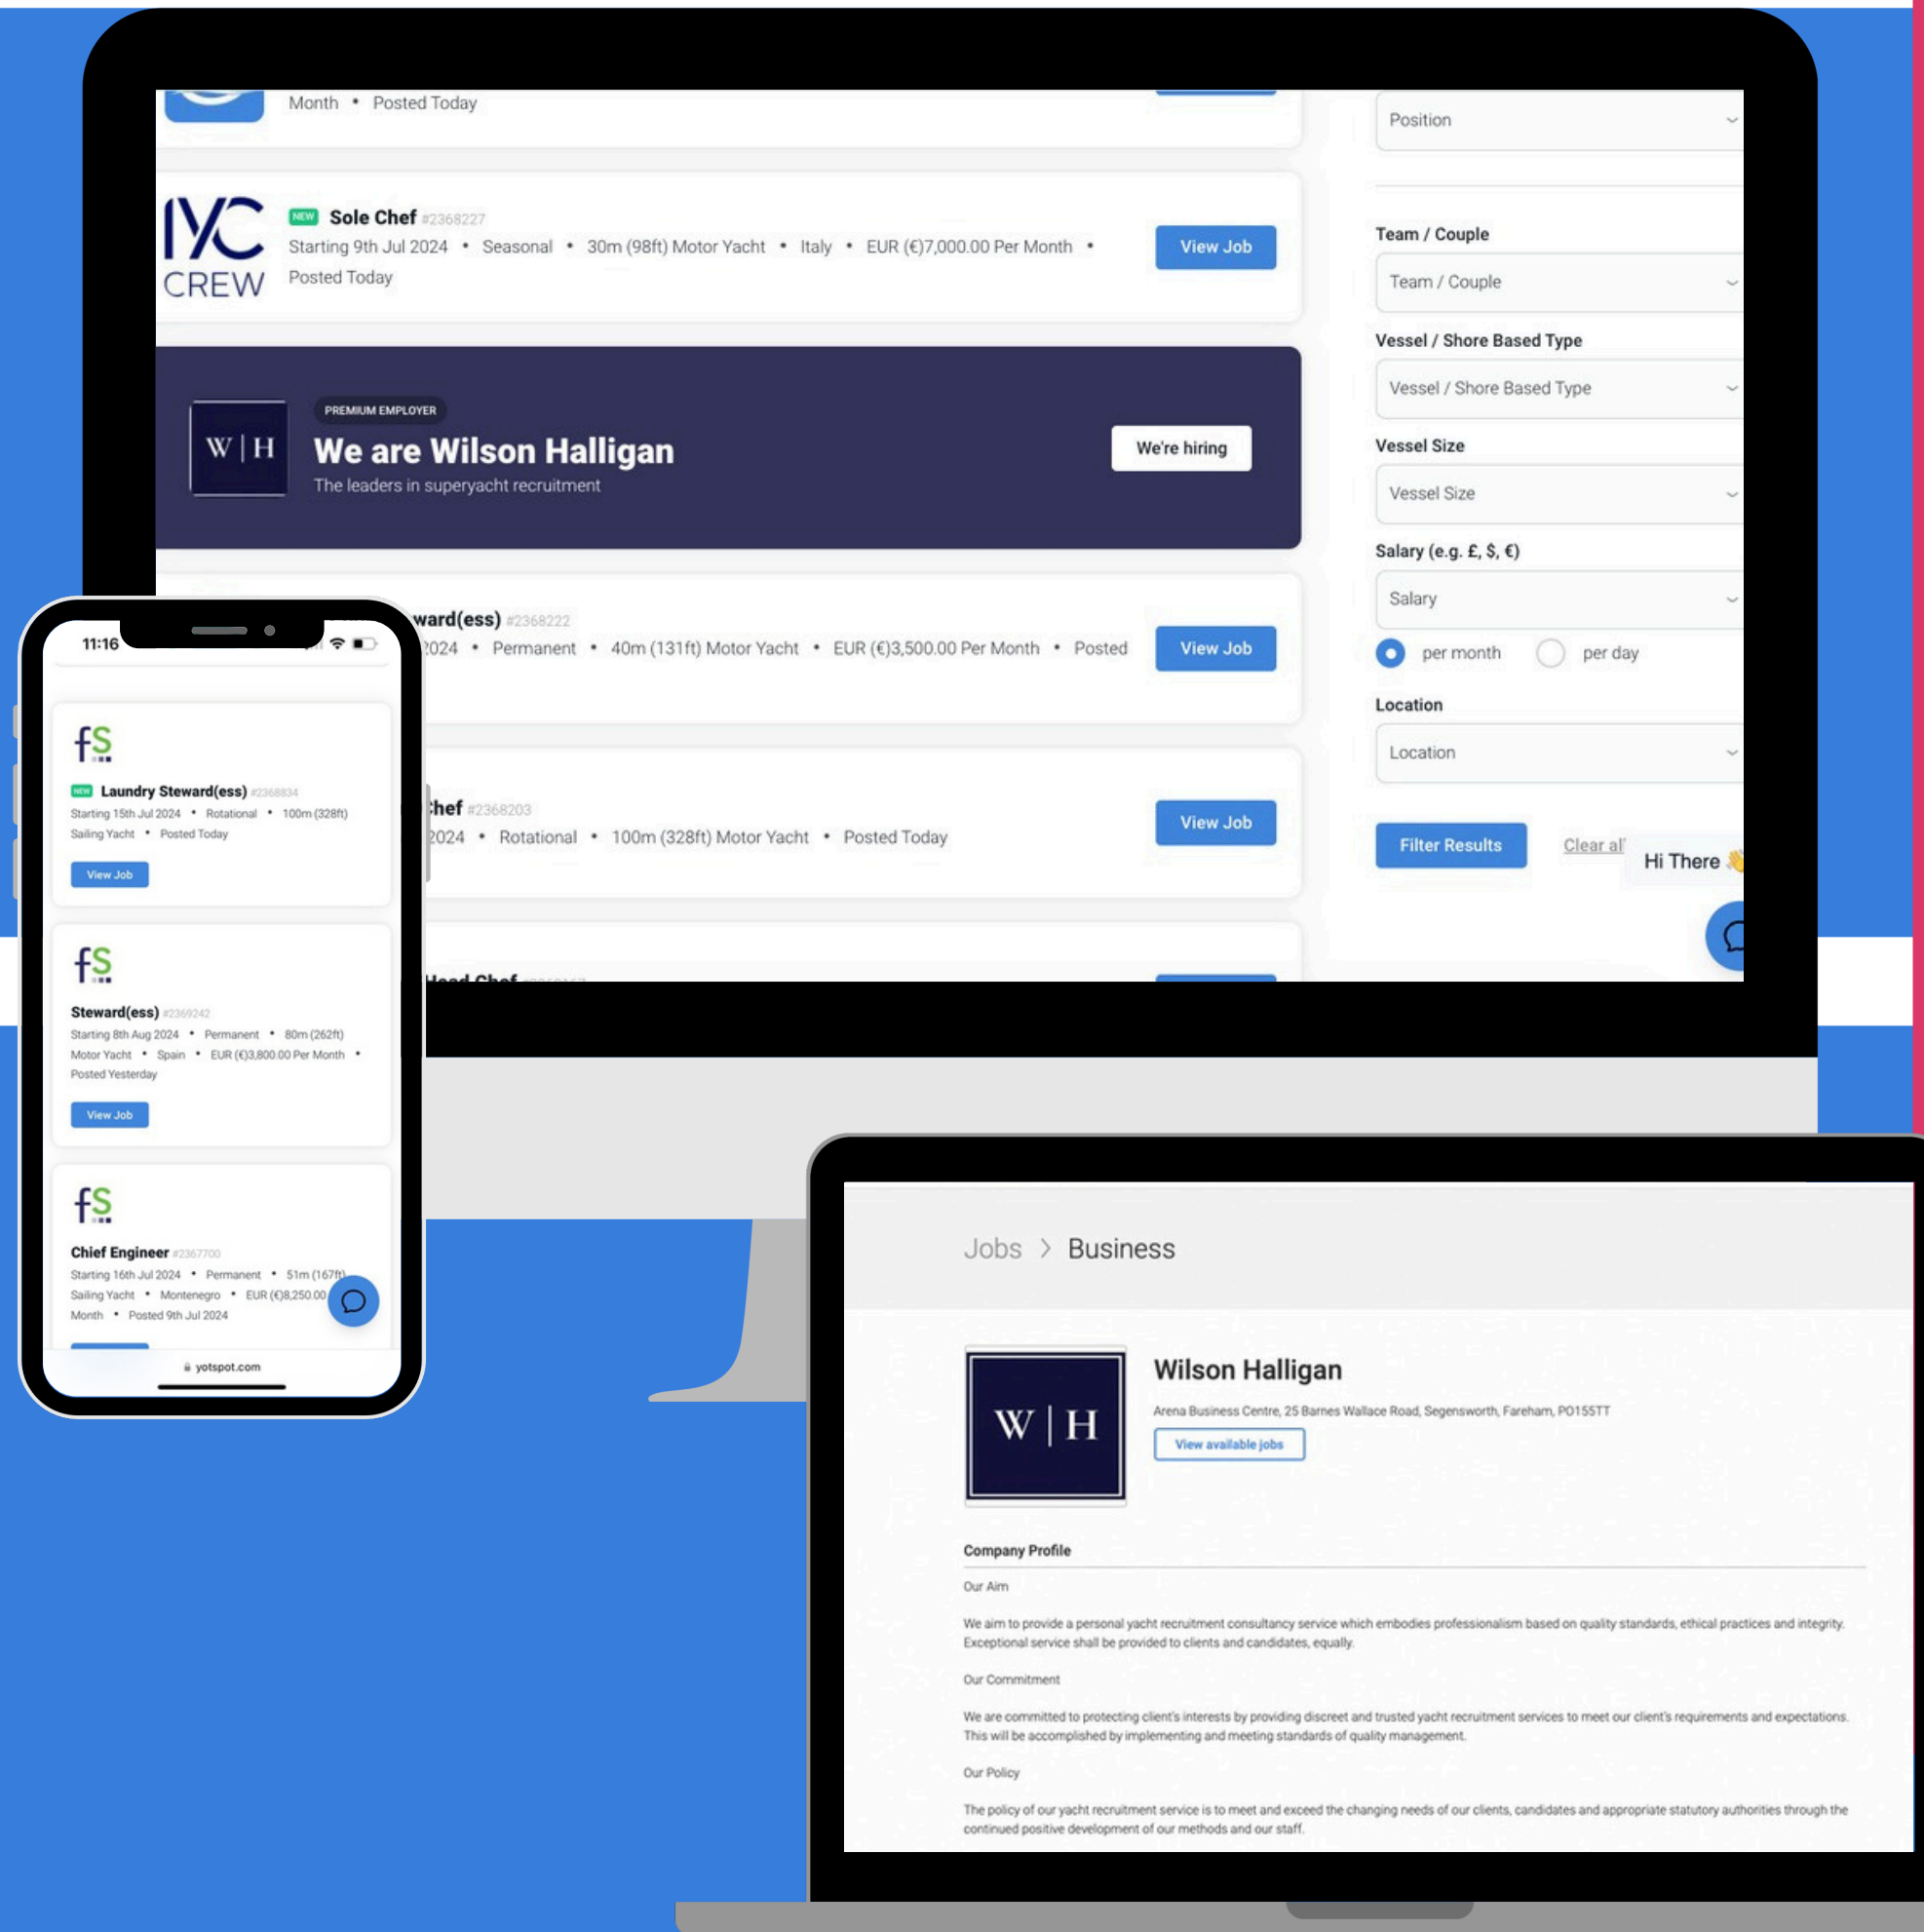 Month • Posted Today
IYC
CREW
NEW Sole Chef #2368227
Starting 9th Jul 2024 • Seasonal • 30m (98ft) Motor Yacht • Italy • EUR (€)7,000.00 Per Month •
Posted Today
View Job
W|H
PREMIUM EMPLOYER
We are Wilson Halligan
The leaders in superyacht recruitment
We're hiring
ward(ess) #2368222
2024 • Permanent • 40m (131ft) Motor Yacht • EUR (€)3,500.00 Per Month • Posted
View Job
Chef #2368203
2024 • Rotational • 100m (328ft) Motor Yacht • Posted Today
View Job
Head Chef
Position
Team / Couple
Team / Couple
Vessel / Shore Based Type
Vessel / Shore Based Type
Vessel Size
Vessel Size
Salary (e.g. £, $, €)
Salary
per month per day
Location
Location
Filter Results Clear all
Hi There 👋
11:16
fS
NEW Laundry Steward(ess) #2368834
Starting 15th Jul 2024 • Rotational • 100m (328ft)
Sailing Yacht • Posted Today
View Job
fS
Steward(ess) #2369242
Starting 8th Aug 2024 • Permanent • 80m (262ft)
Motor Yacht • Spain • EUR (€)3,800.00 Per Month •
Posted Yesterday
View Job
fS
Chief Engineer #2367700
Starting 16th Jul 2024 • Permanent • 51m (167ft)
Sailing Yacht • Montenegro • EUR (€)8,250.00
Month • Posted 9th Jul 2024
yotspot.com
Jobs > Business
W|H
Wilson Halligan
Arena Business Centre, 25 Barnes Wallace Road, Segensworth, Fareham, PO155TT
View available jobs
Company Profile
Our Aim
We aim to provide a personal yacht recruitment consultancy service which embodies professionalism based on quality standards, ethical practices and integrity.
Exceptional service shall be provided to clients and candidates, equally.
Our Commitment
We are committed to protecting client's interests by providing discreet and trusted yacht recruitment services to meet our client's requirements and expectations.
This will be accomplished by implementing and meeting standards of quality management.
Our Policy
The policy of our yacht recruitment service is to meet and exceed the changing needs of our clients, candidates and appropriate statutory authorities through the
continued positive development of our methods and our staff.